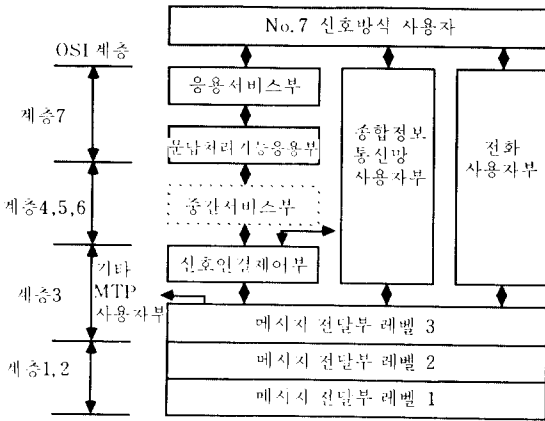 No.7 신호방식 사용자
OSI 계층
응용서비스부
계층7
문답처리기능응용부
종합정보
통신망
사용자부
전화
사용자부
계층4,5,6
중간서비스부
신호연결제어부
계층3
기타
MTP
사용자부
메시지 전달부 레벨 3
메시지 전달부 레벨 2
계층1,2
메시지 전달부 레벨 1